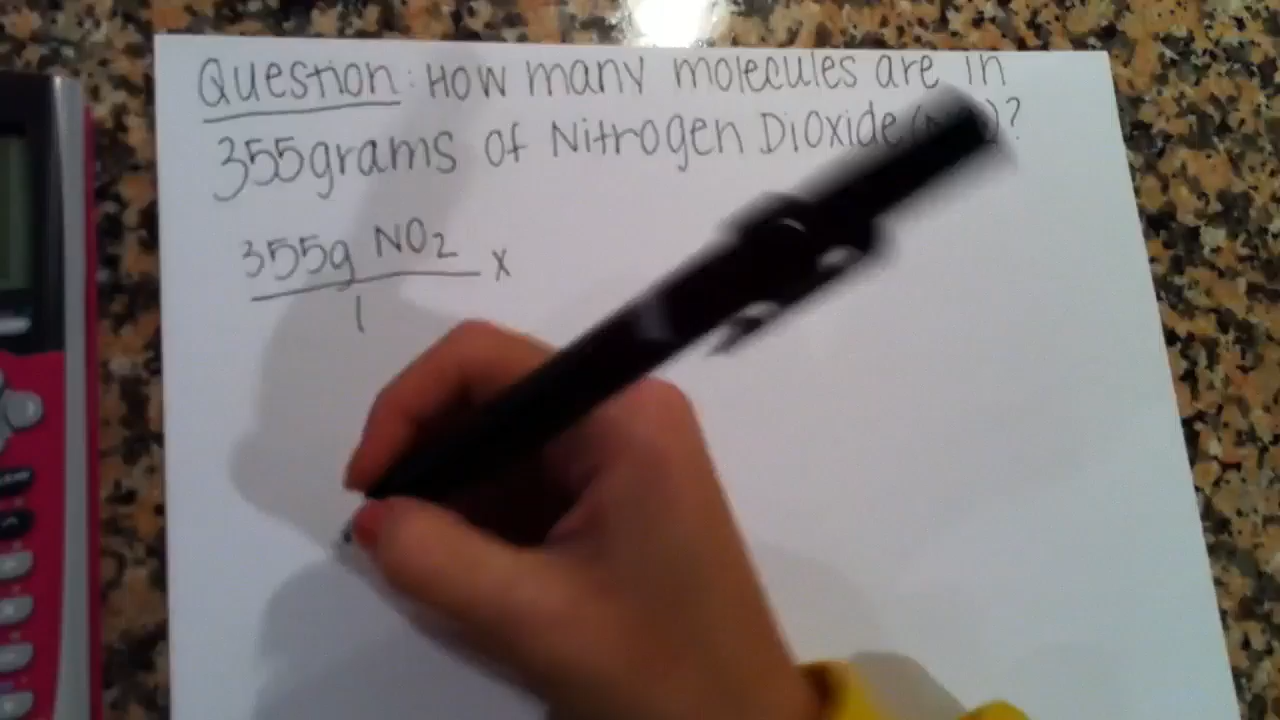 Question: How many molecules are in
355grams of Nitrogen Dioxide ( )?
355g NO₂ x
1